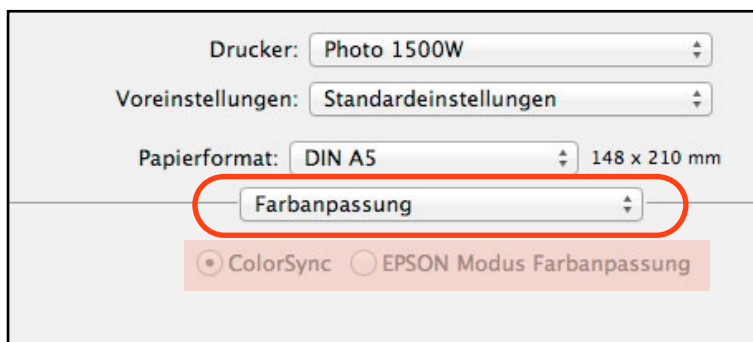 Drucker: Photo 1500W
Voreinstellungen: Standardeinstellungen
Papierformat: DIN A5 148 x 210 mm
Farbanpassung
ColorSync EPSON Modus Farbanpassung